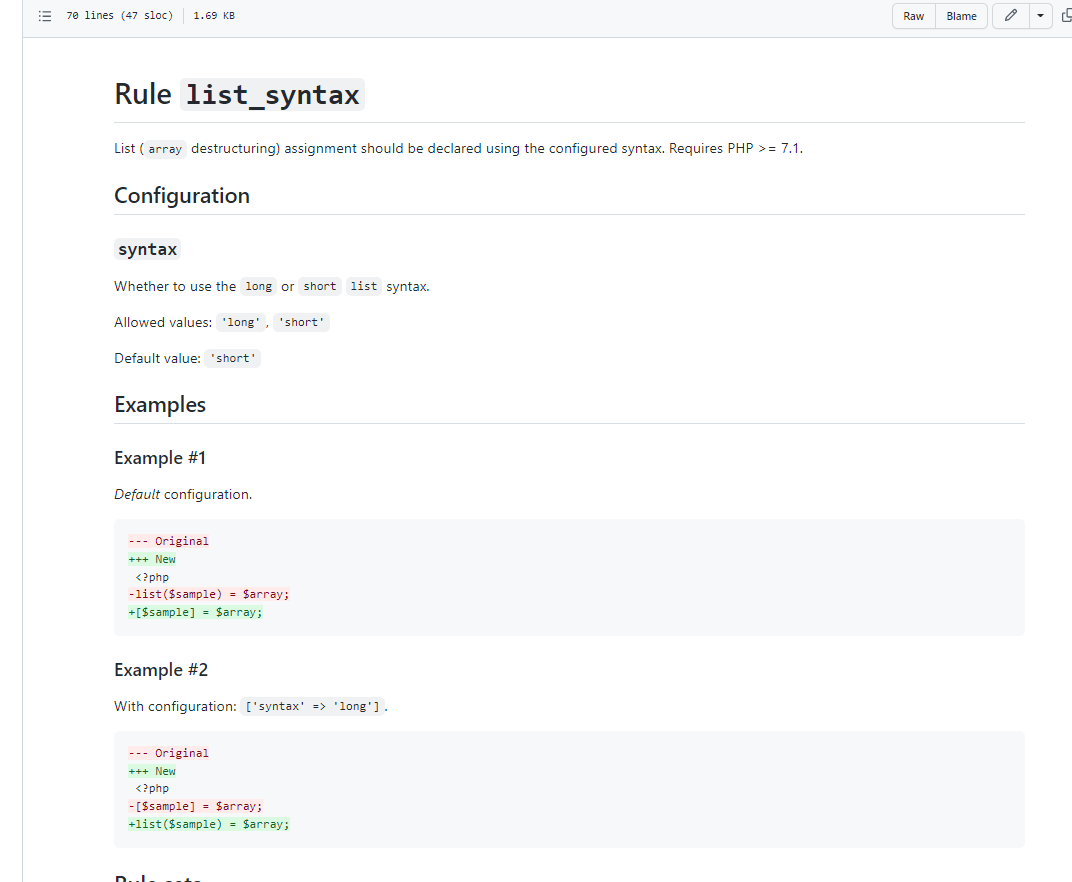 70 lines (47 sloc) 1.69 KB Raw Blame
Rule list_syntax
List ( array destructuring) assignment should be declared using the configured syntax. Requires PHP >= 7.1.
Configuration
syntax
Whether to use the long or short list syntax.
Allowed values: 'long' , 'short'
Default value: 'short'
Examples
Example #1
Default configuration.
--- Original
+++ New
<?php
-list($sample) = $array;
+[$sample] = $array;
Example #2
With configuration: ['syntax' => 'long'] .
--- Original
+++ New
<?php
-[$sample] = $array;
+list($sample) = $array;
Rule sets